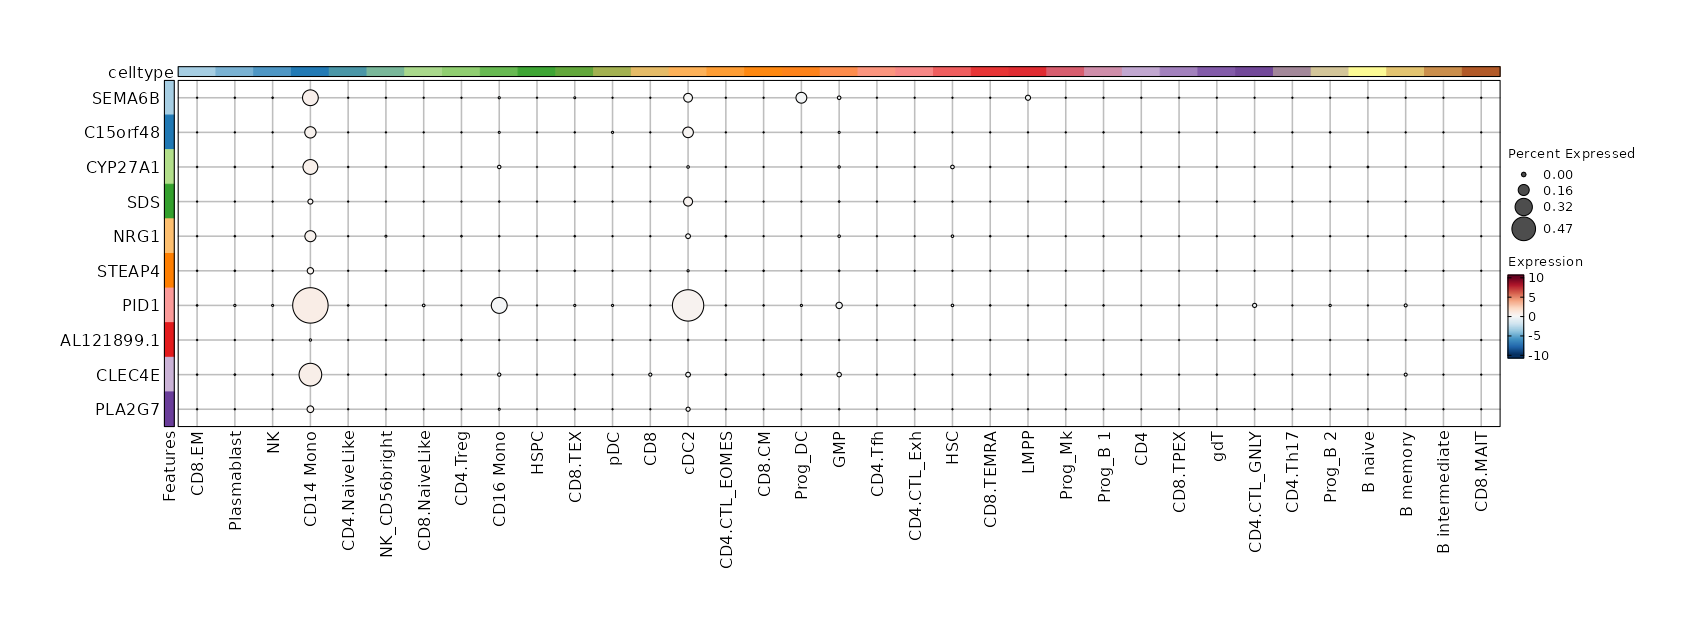 celltype
SEMA6B
C15orf48
CYP27A1
SDS
NRG1
STEAP4
PID1
AL121899.1
CLEC4E
PLA2G7
Features
CD8.EM
Plasmablast
NK
CD14 Mono
CD4.NaiveLike
NK_CD56bright
CD8.NaiveLike
CD4.Treg
CD16 Mono
HSPC
CD8.TEX
pDC
CD8
cDC2
CD4.CTL_EOMES
CD8.CM
Prog_DC
GMP
CD4.Tfh
CD4.CTL_Exh
HSC
CD8.TEMRA
LMPP
Prog_Mk
Prog_B 1
CD4
CD8.TPEX
gdT
CD4.CTL_GNLY
CD4.Th17
Prog_B 2
B naive
B memory
B intermediate
CD8.MAIT
Percent Expressed
0.00
0.16
0.32
0.47
Expression
10
5
0
-5
-10